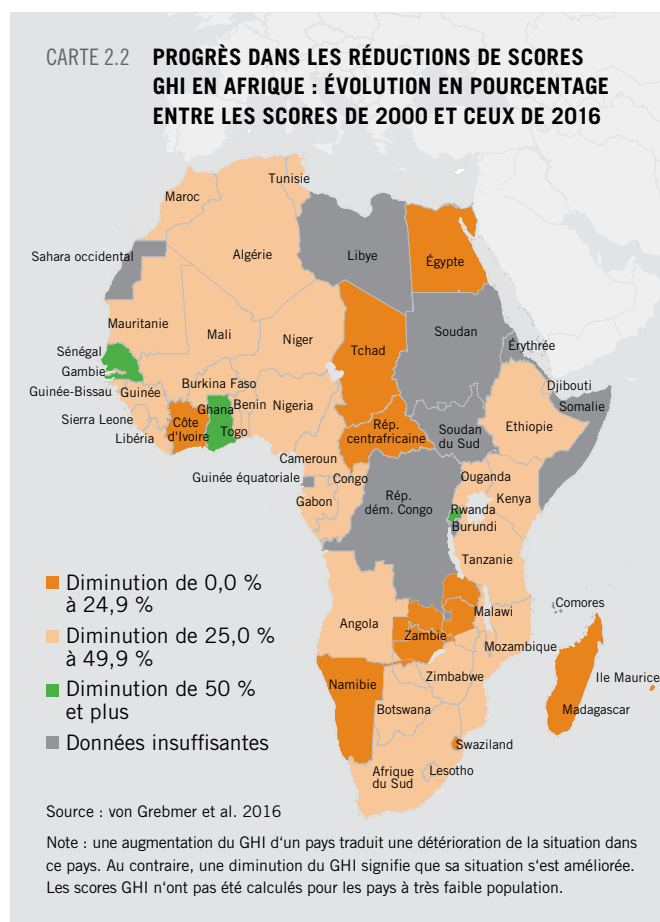 CARTE 2.2 PROGRÈS DANS LES RÉDUCTIONS DE SCORES
GHI EN AFRIQUE : ÉVOLUTION EN POURCENTAGE
ENTRE LES SCORES DE 2000 ET CEUX DE 2016
Tunisie
Maroc
Algérie
Libye
Égypte
Sahara occidental
Mauritanie
Mali
Niger
Tchad
Soudan
Érythrée
Sénégal
Gambie
Guinée-Bissau
Guinée
Burkina Faso
Djibouti
Somalie
Sierra Leone
Libéria
Côte
d'Ivoire
Ghana
Togo
Benin
Nigeria
Rép.
centrafricaine
Soudan
du Sud
Ethiopie
Cameroun
Guinée équatoriale
Gabon
Congo
Rép.
dém. Congo
Ouganda
Kenya
Rwanda
Burundi
Tanzanie
Angola
Zambie
Malawi
Comores
Mozambique
Namibie
Zimbabwe
Botswana
Ile Maurice
Madagascar
Swaziland
Lesotho
Afrique
du Sud
Diminution de 0,0 %
à 24,9 %
Diminution de 25,0 %
à 49,9 %
Diminution de 50 %
et plus
Données insuffisantes
Source : von Grebmer et al. 2016
Note : une augmentation du GHI d‘un pays traduit une détérioration de la situation dans
ce pays. Au contraire, une diminution du GHI signifie que sa situation s‘est améliorée.
Les scores GHI n‘ont pas été calculés pour les pays à très faible population.